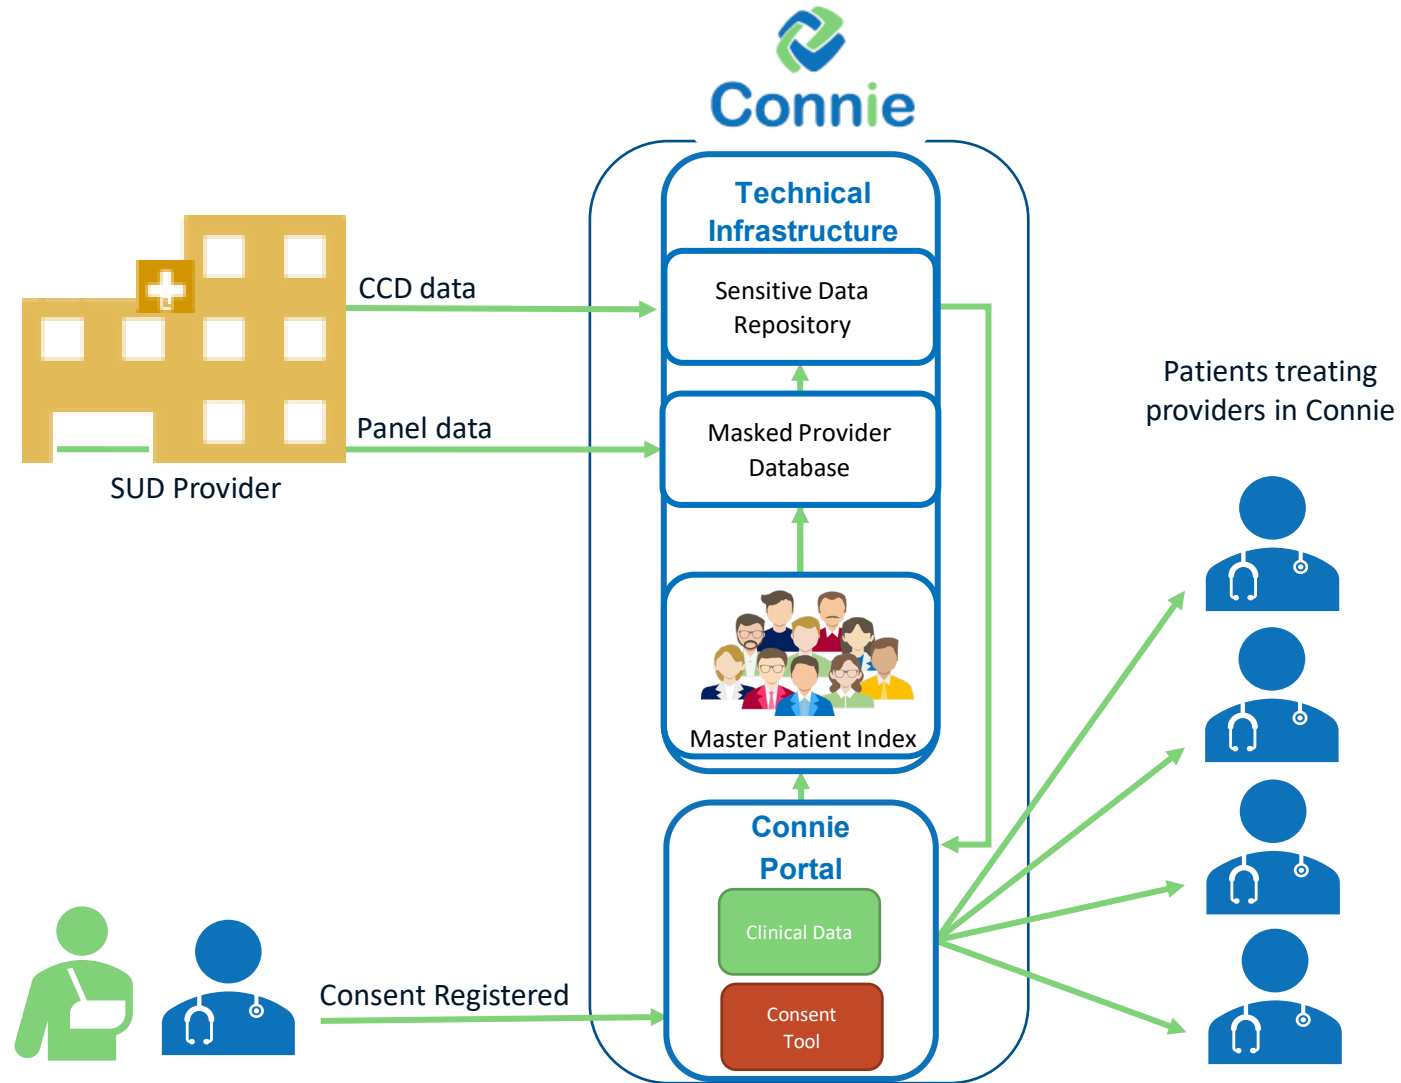 Connie
Technical
Infrastructure
CCD data
Sensitive Data
Repository
Panel data
Masked Provider
Database
SUD Provider
Patients treating
providers in Connie
Master Patient Index
Connie
Portal
Clinical Data
Consent Registered
Consent
Tool